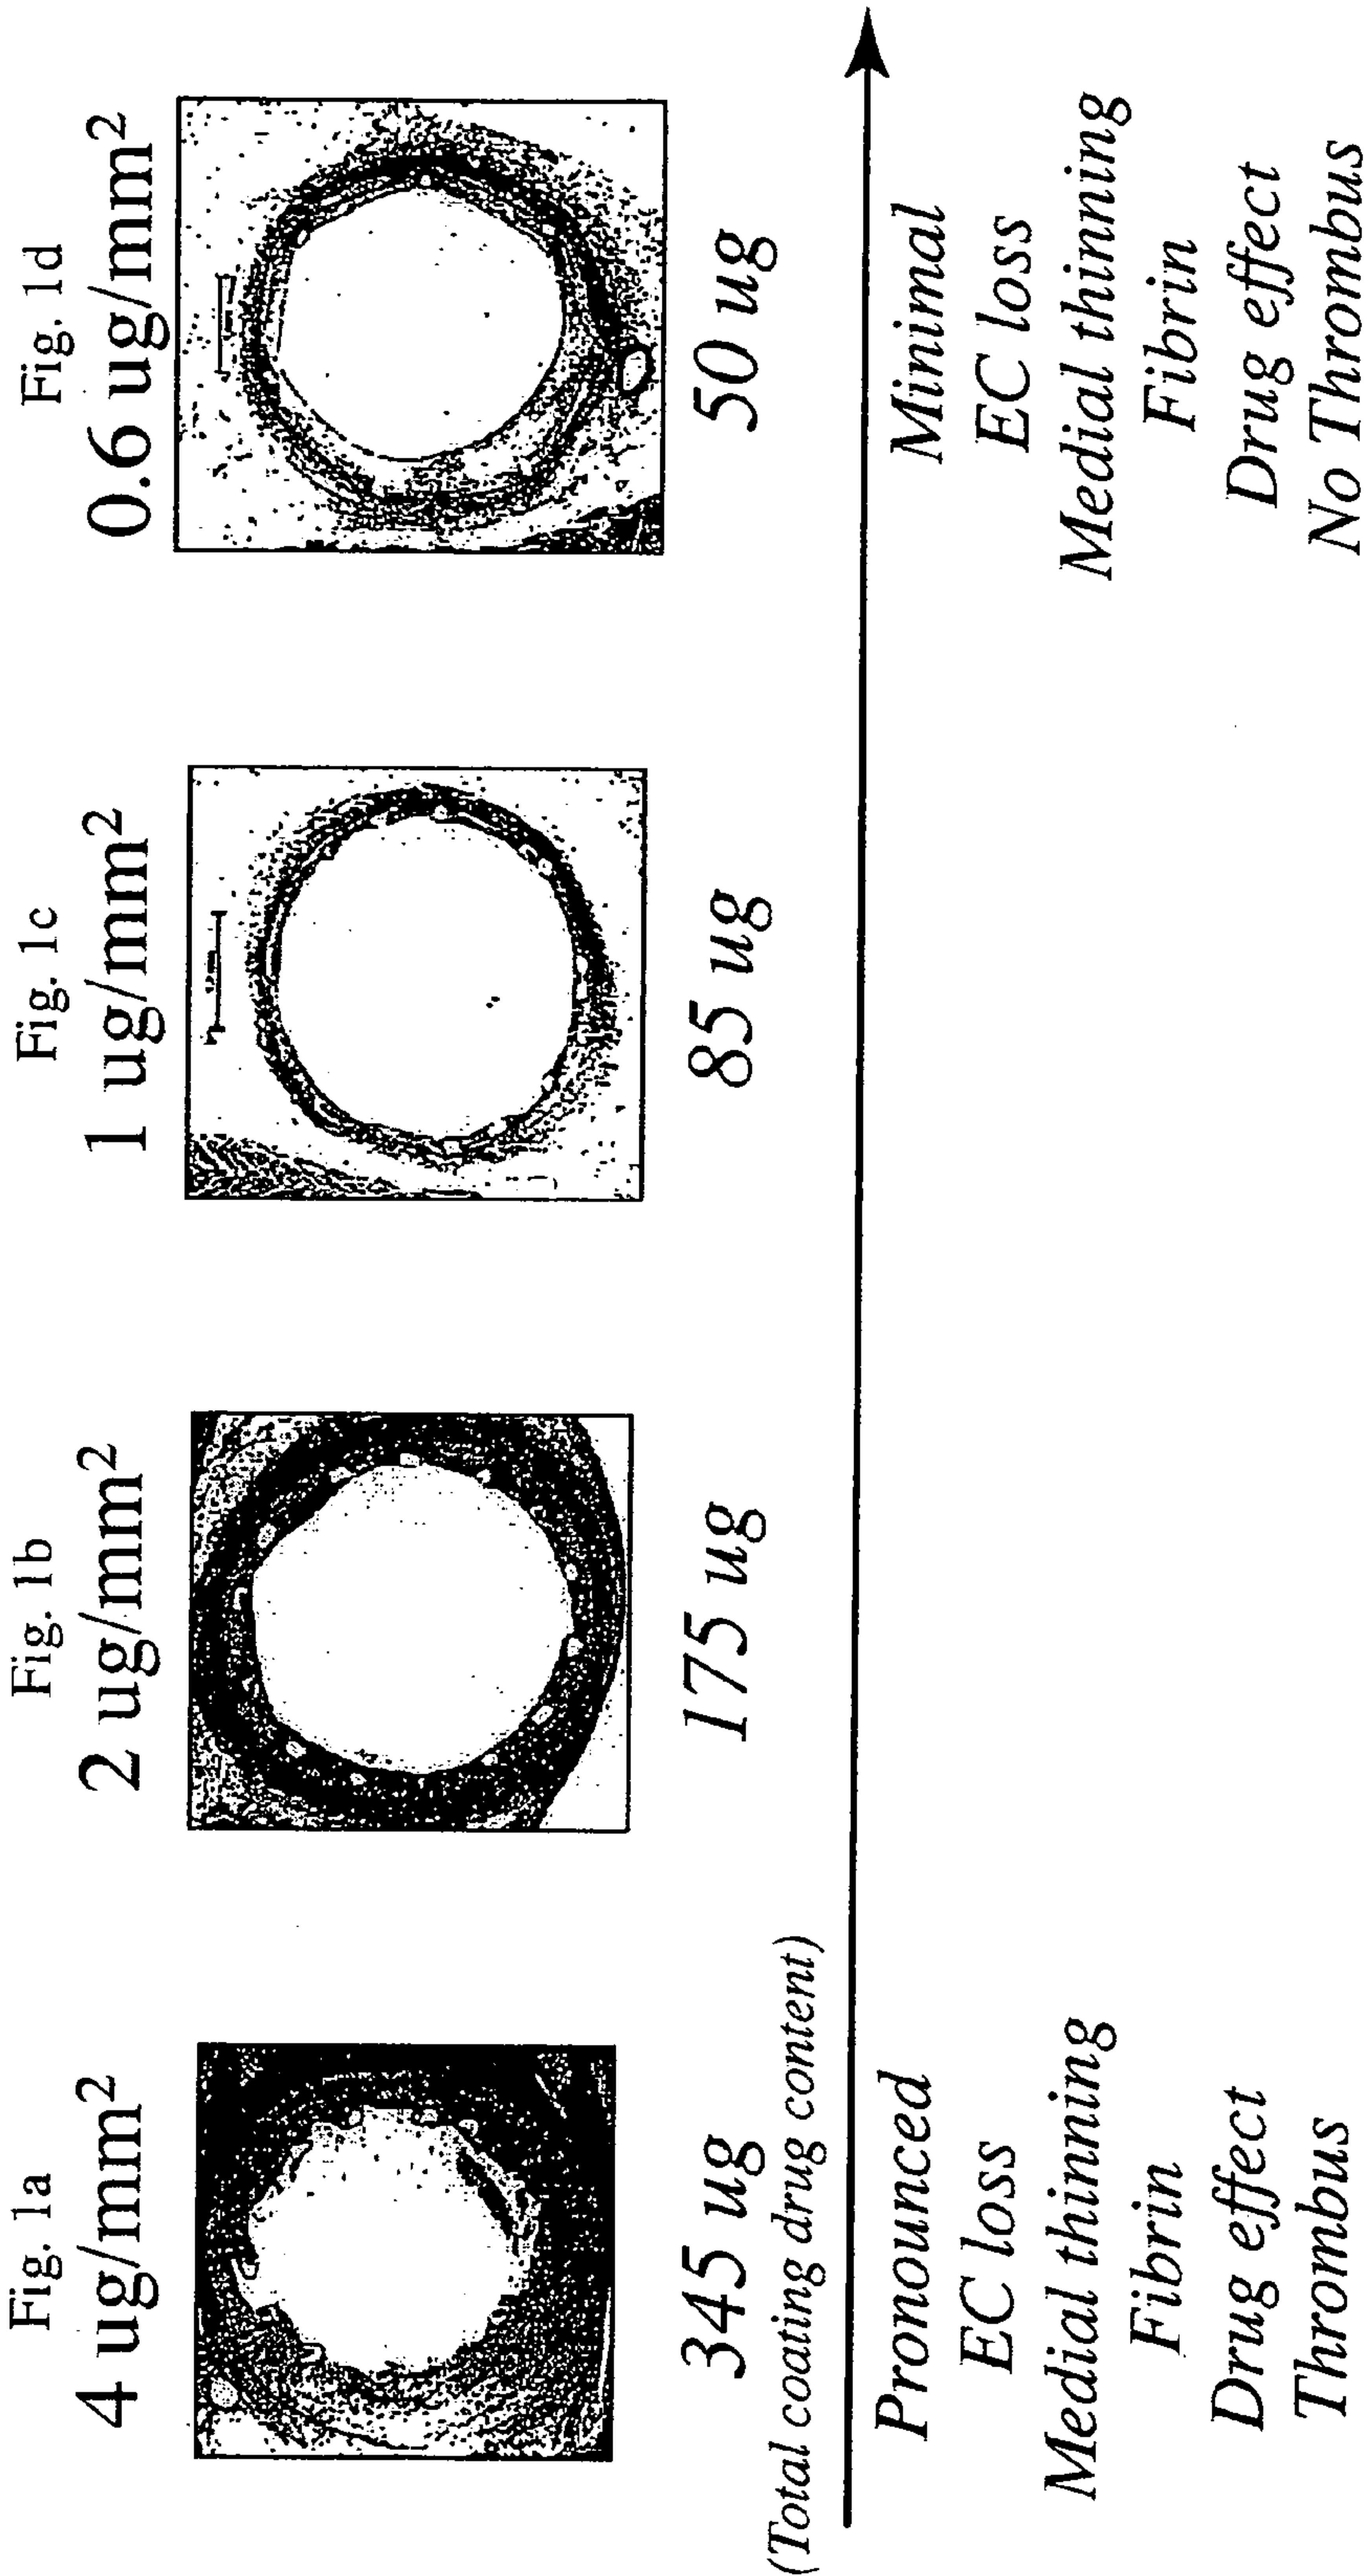 Fig. 1a
4 ug/mm²
345 ug
(Total coating drug content)
Fig. 1b
2 ug/mm²
175 ug
Fig. 1c
1 ug/mm²
85 ug
Fig. 1d
0.6 ug/mm²
50 ug
Pronounced
EC loss
Medial thinning
Fibrin
Drug effect
Thrombus
Minimal
EC loss
Medial thinning
Fibrin
Drug effect
No Thrombus